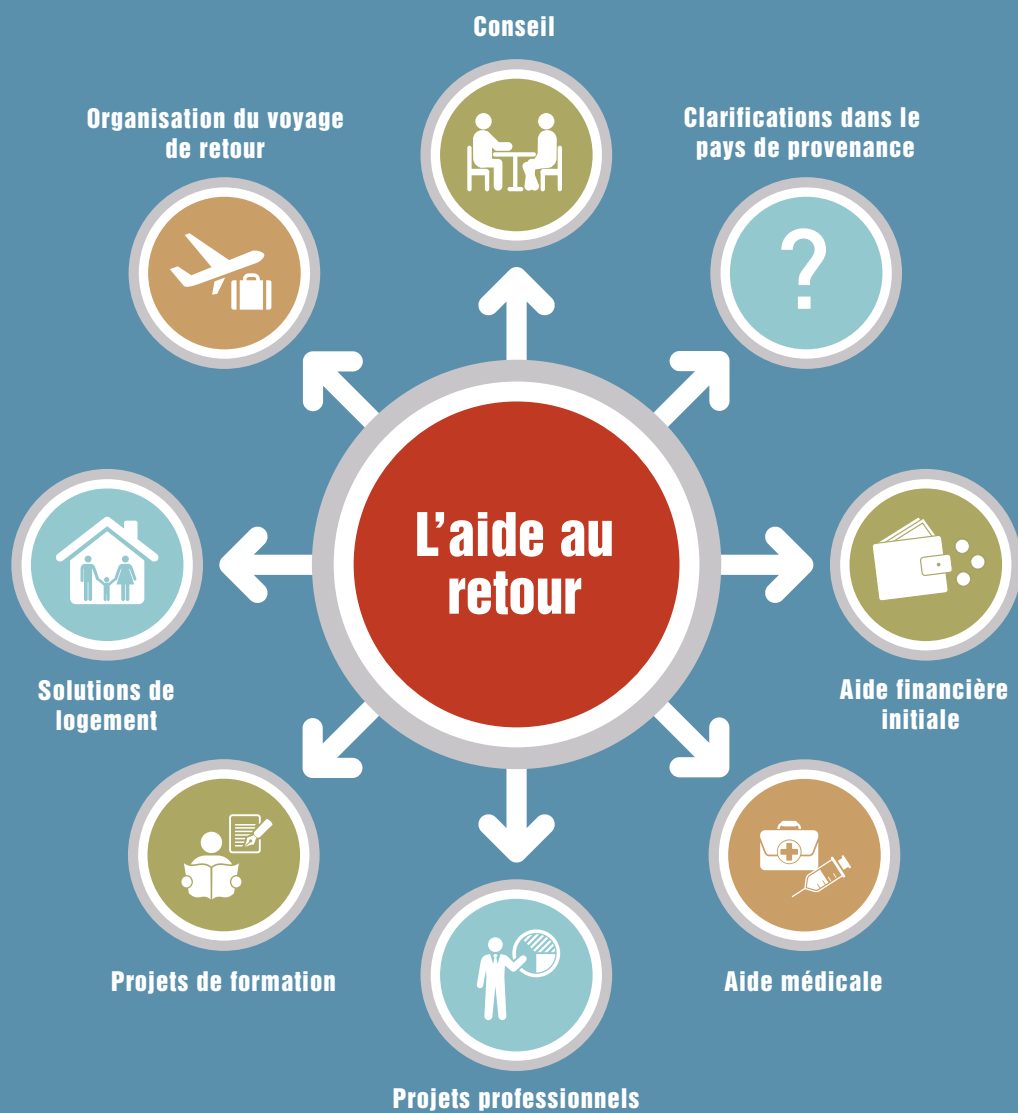 Conseil
Organisation du voyage
de retour
Clarifications dans le
pays de provenance
L'aide au
retour
Solutions de
logement
Aide financière
initiale
Projets de formation
Aide médicale
Projets professionnels